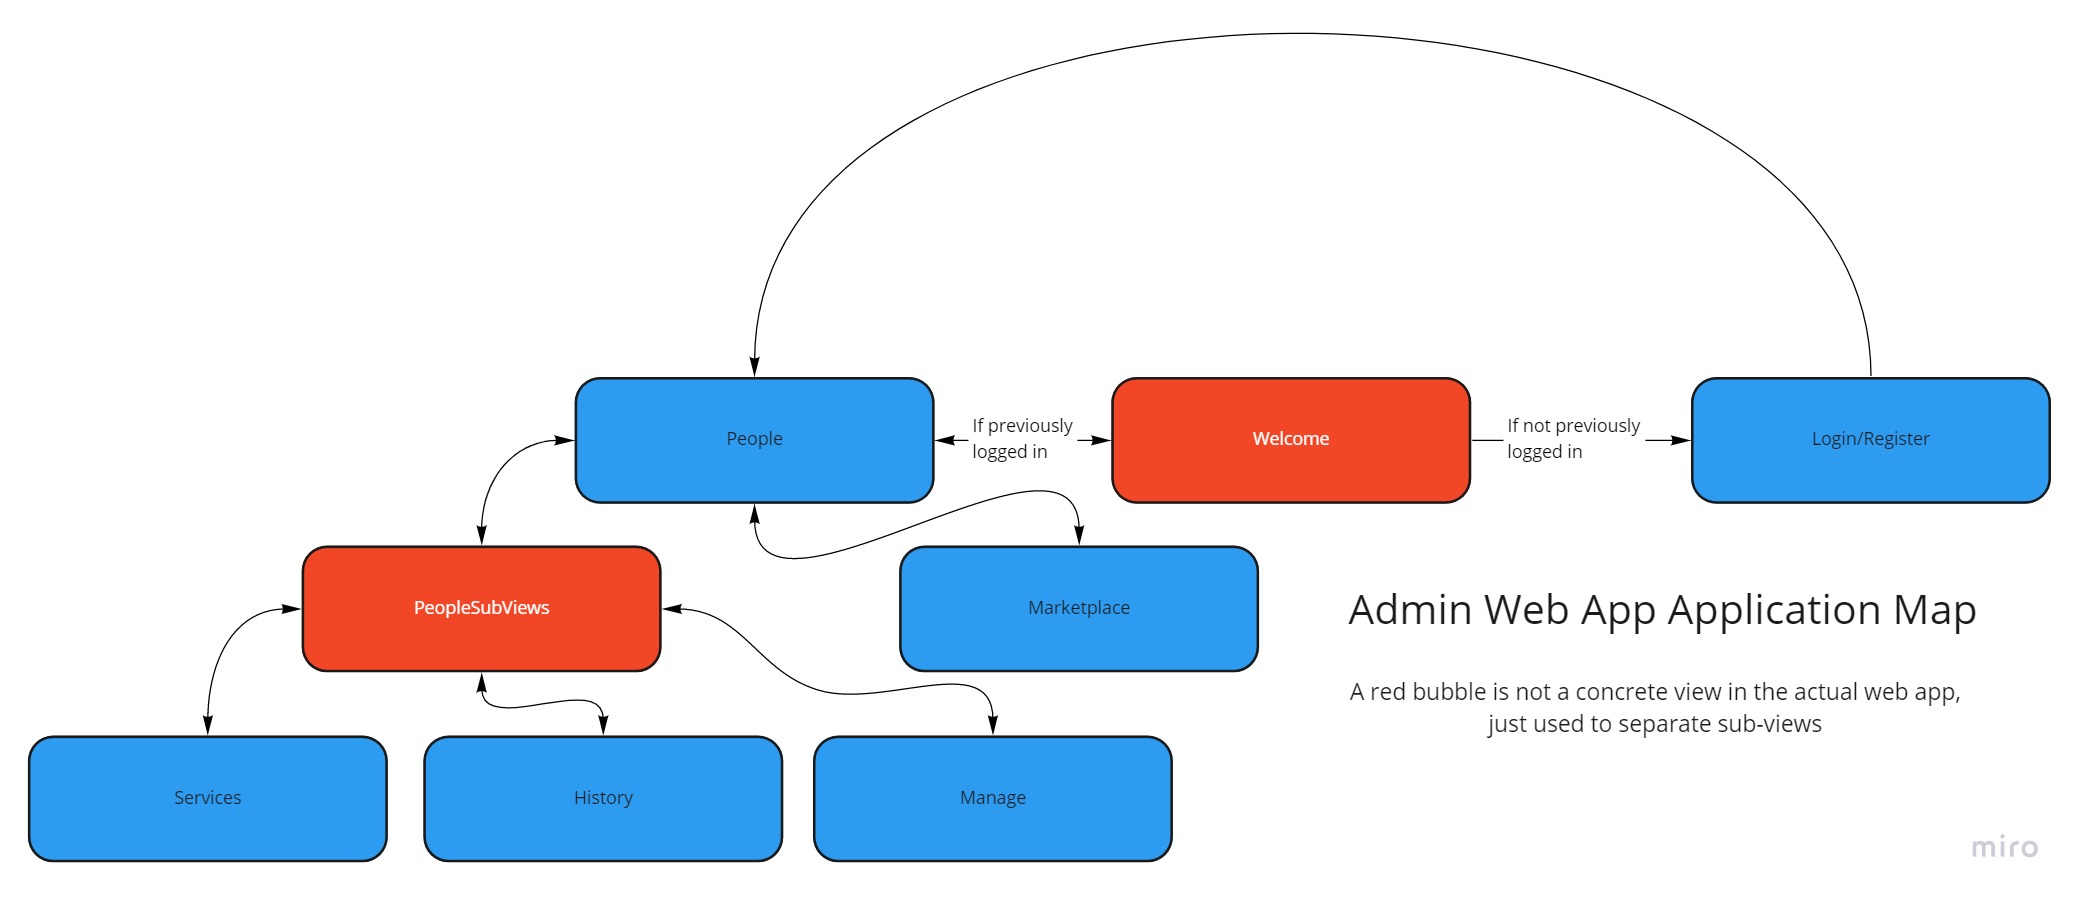 People
If previously
logged in
Welcome
If not previously
logged in
Login/Register
PeopleSubViews
Marketplace
Admin Web App Application Map
A red bubble is not a concrete view in the actual web app,
just used to separate sub-views
Services
History
Manage
miro